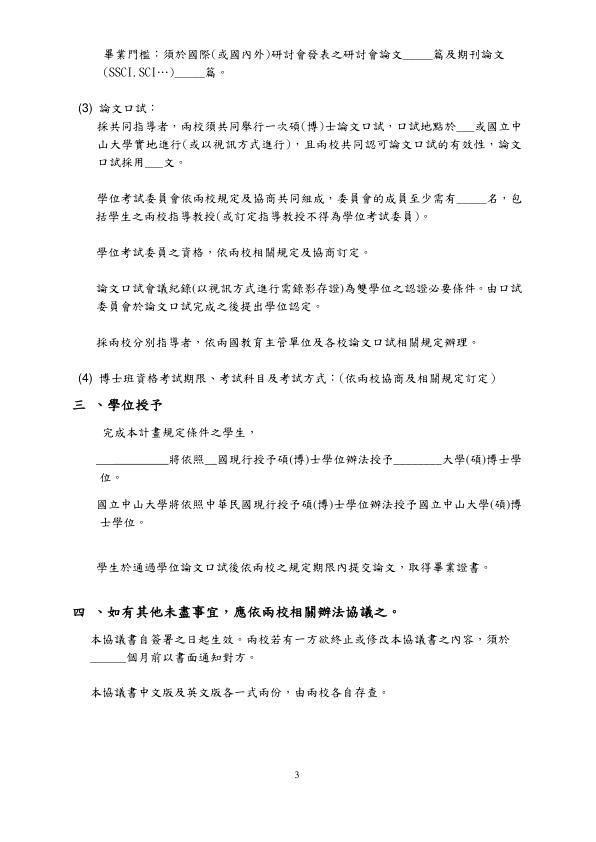 畢業門檻：須於國際(或國內外)研討會發表之研討會論文_____篇及期刊論文
(SSCI.SCI…)_____篇。
(3) 論文口試：
採共同指導者，兩校須共同舉行一次碩(博)士論文口試，口試地點於___或國立中
山大學實地進行(或以視訊方式進行)，且兩校共同認可論文口試的有效性，論文
口試採用___文。
學位考試委員會依兩校規定及協商共同組成，委員會的成員至少需有_____名，包
括學生之兩校指導教授(或訂定指導教授不得為學位考試委員)。
學位考試委員之資格，依兩校相關規定及協商訂定。
論文口試會議紀錄(以視訊方式進行需錄影存證)為雙學位之認證必要條件。由口試
委員會於論文口試完成之後提出學位認定。
採兩校分別指導者，依兩國教育主管單位及各校論文口試相關規定辦理。
(4) 博士班資格考試期限、考試科目及考試方式：(依兩校協商及相關規定訂定)
三 、學位授予
完成本計畫規定條件之學生，
____________將依照__國現行授予碩(博)士學位辦法授予________大學(碩)博士學
位。
國立中山大學將依照中華民國現行授予碩(博)士學位辦法授予國立中山大學(碩)博
士學位。
學生於通過學位論文口試後依兩校之規定期限內提交論文，取得畢業證書。
四 、如有其他未盡事宜，應依兩校相關辦法協議之。
本協議書自簽署之日起生效。兩校若有一方欲終止或修改本協議書之內容，須於
______個月前以書面通知對方。
本協議書中文版及英文版各一式兩份，由兩校各自存查。
3